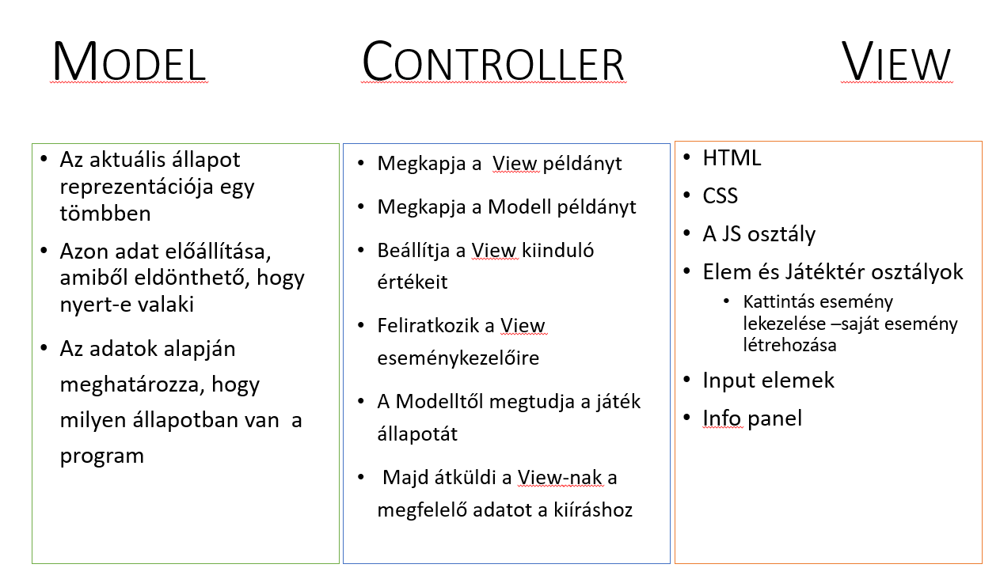 MODEL
CONTROLLER
VIEW
• Az aktuális állapot
reprezentációja egy
tömbben
• Azon adat előállítása,
amiből eldönthető, hogy
nyert-e valaki
• Az adatok alapján
meghatározza, hogy
milyen állapotban van  a
program
• Megkapja a  View példányt
• Megkapja a Modell példányt
• Beállítja a View kiinduló
értékeit
• Feliratkozik a View
eseménykezelőire
• A Modelltől megtudja a játék
állapotát
• Majd átküldi a View-nak a
megfelelő adatot a kiíráshoz
• HTML
• CSS
• A JS osztály
• Elem és Játéktér osztályok
• Kattintás esemény
lekezelése –saját esemény
létrehozása
• Input elemek
• Info panel